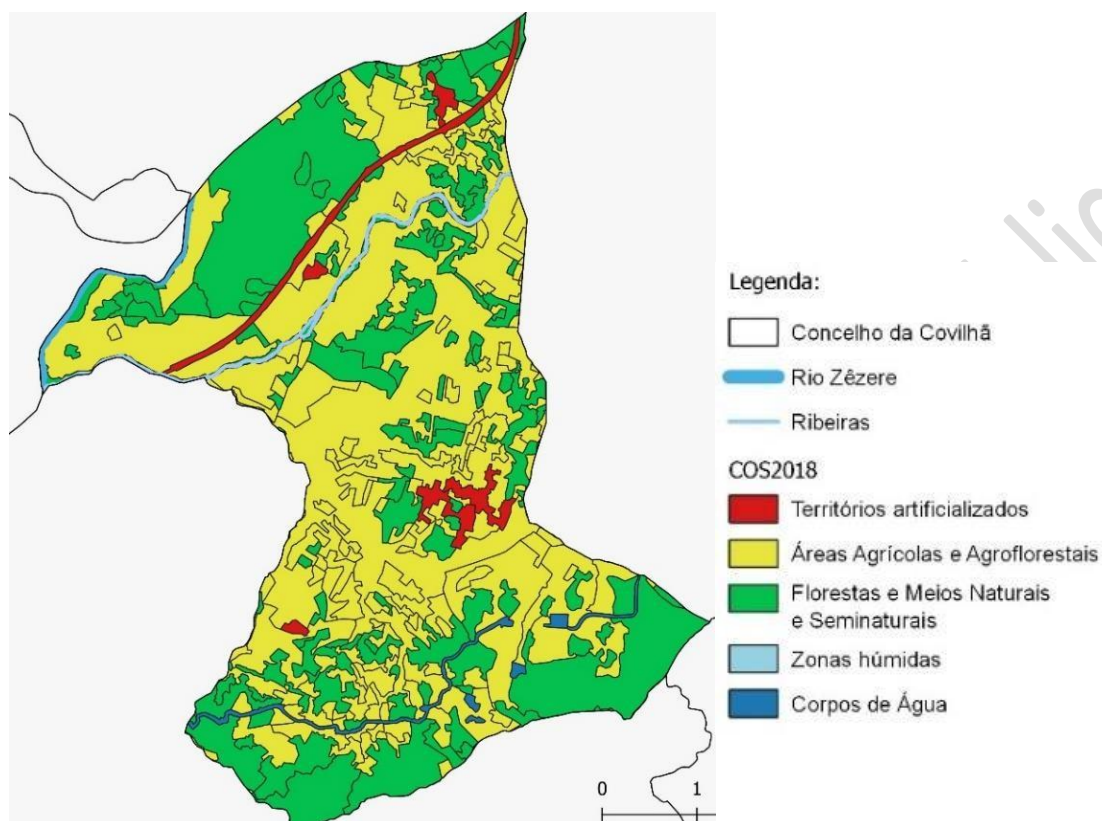 Legenda:
Concelho da Covilhã
Rio Zêzere
Ribeiras
COS2018
Territórios artificializados
Áreas Agrícolas e Agroflorestais
Florestas e Meios Naturais
e Seminaturais
Zonas húmidas
Corpos de Água
0 1